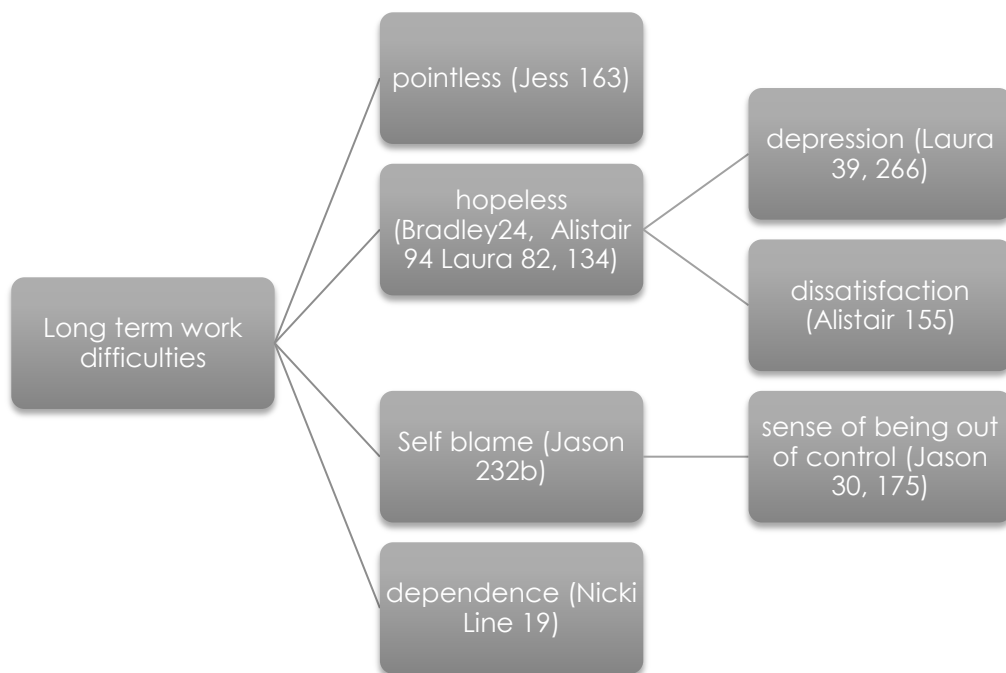 Long term work
difficulties
pointless (Jess 163)
hopeless
(Bradley24,  Alistair
94 Laura 82, 134)
depression (Laura
39, 266)
dissatisfaction
(Alistair 155)
Self blame (Jason
232b)
sense of being out
of control (Jason
30, 175)
dependence (Nicki
Line 19)